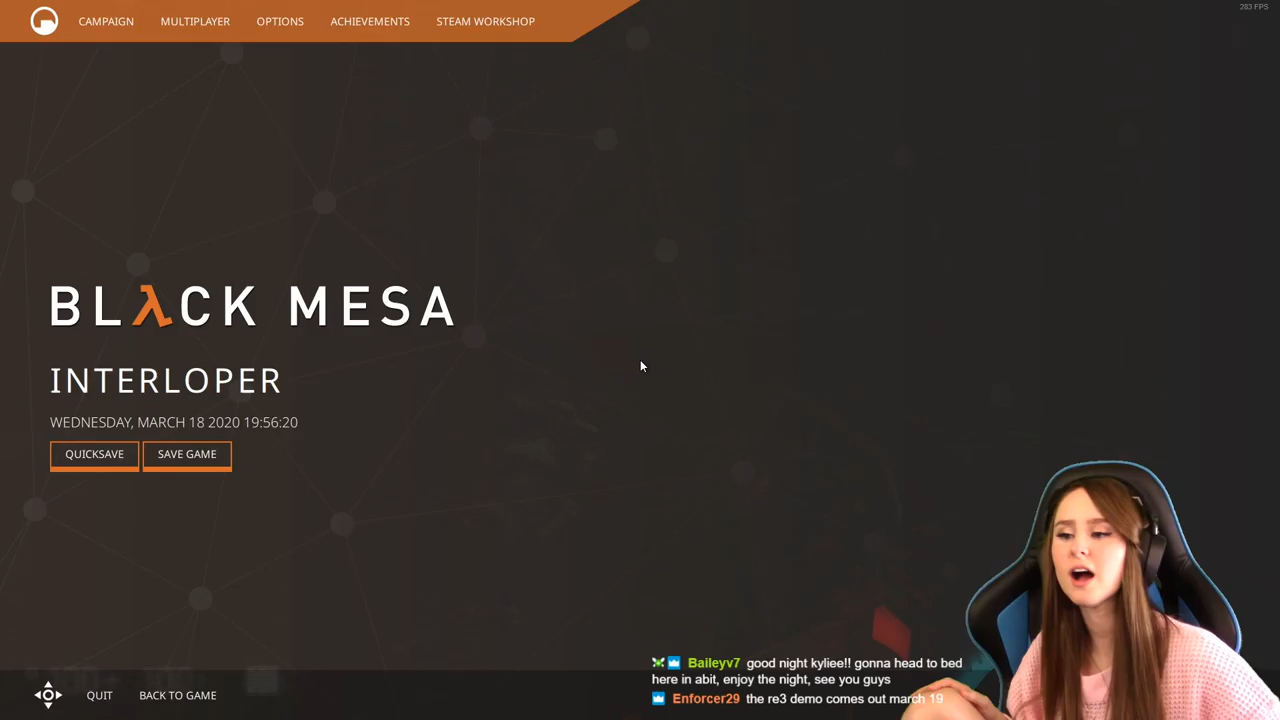 CAMPAIGN MULTIPLAYER OPTIONS ACHIEVEMENTS STEAM WORKSHOP
283 FPS
BLλCK MESA
INTERLOPER
WEDNESDAY, MARCH 18 2020 19:56:20
QUICKSAVE SAVE GAME
Baileyv7 good night kyliee!! gonna head to bed
here in abit, enjoy the night, see you guys
Enforcer29 the re3 demo comes out march 19
QUIT BACK TO GAME